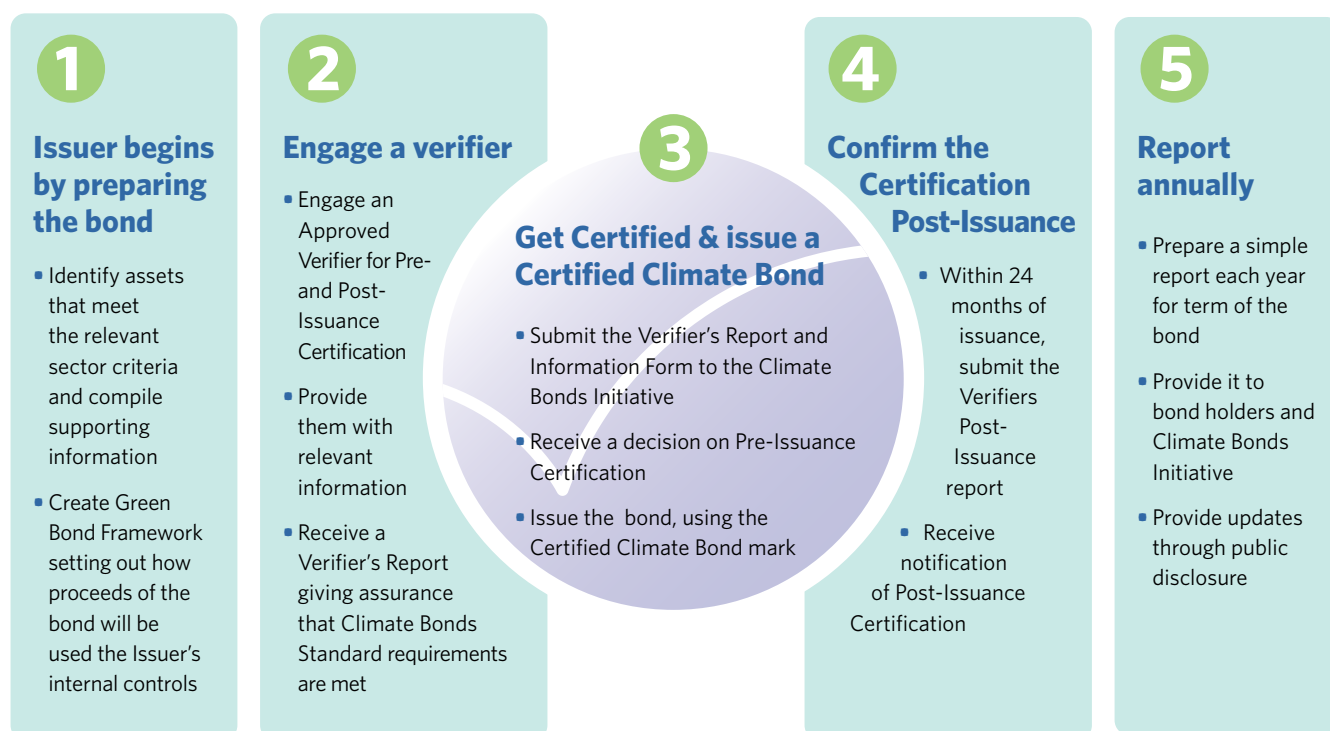 1
Issuer begins
by preparing
the bond
▪ Identify assets
that meet
the relevant
sector criteria
and compile
supporting
information
▪ Create Green
Bond Framework
setting out how
proceeds of the
bond will be
used the Issuer's
internal controls
2
Engage a verifier
▪ Engage an
Approved
Verifier for Pre-
and Post-
Issuance
Certification
▪ Provide
them with
relevant
information
▪ Receive a
Verifier's Report
giving assurance
that Climate Bonds
Standard requirements
are met
3
Get Certified & issue a
Certified Climate Bond
▪ Submit the Verifier's Report and
Information Form to the Climate
Bonds Initiative
▪ Receive a decision on Pre-Issuance
Certification
▪ Issue the bond, using the
Certified Climate Bond mark
4
Confirm the
Certification
Post-Issuance
▪ Within 24
months of
issuance,
submit the
Verifiers
Post-
Issuance
report
▪ Receive
notification
of Post-Issuance
Certification
5
Report
annually
▪ Prepare a simple
report each year
for term of the
bond
▪ Provide it to
bond holders and
Climate Bonds
Initiative
▪ Provide updates
through public
disclosure